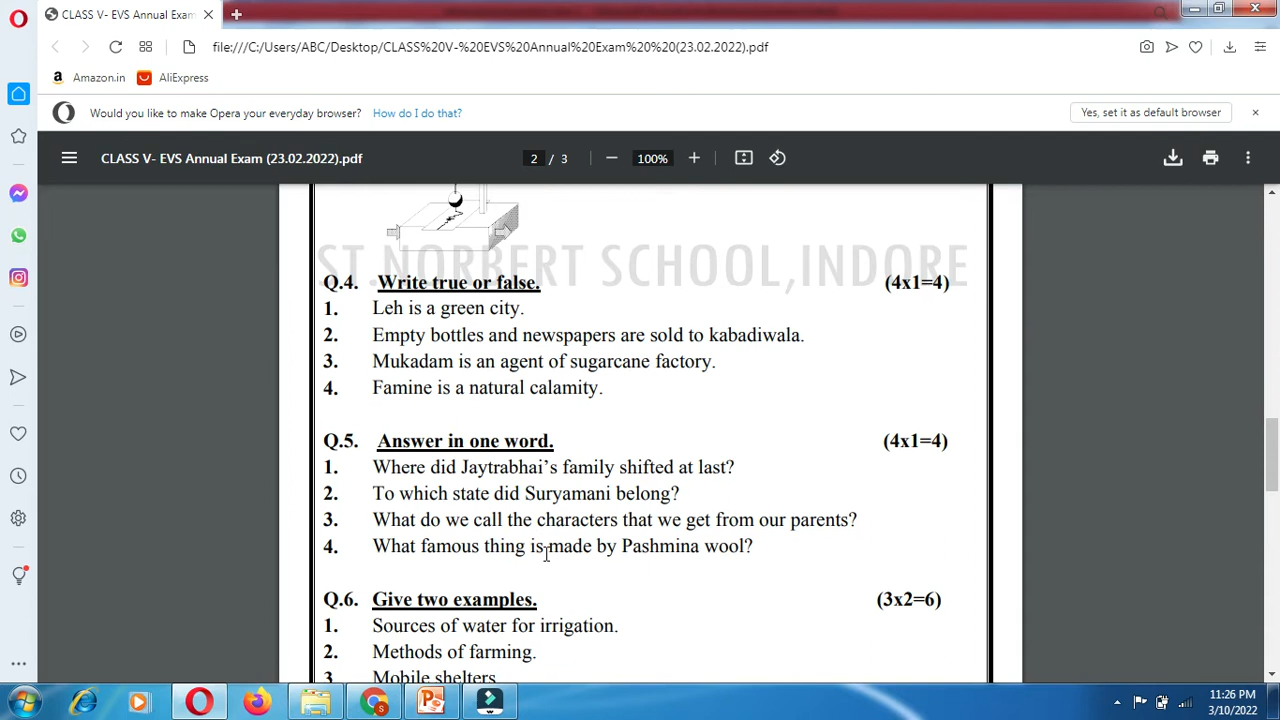 CLASS V- EVS Annual Exam
file:///C:/Users/ABC/Desktop/CLASS%20V-%20EVS%20Annual%20Exam%20%20(23.02.2022).pdf
Amazon.in AliExpress
Would you like to make Opera your everyday browser? How do I do that? Yes, set it as default browser
CLASS V- EVS Annual Exam (23.02.2022).pdf 2 / 3 100%
ST.NORBERT SCHOOL,INDORE
Q.4. Write true or false. (4x1=4)
1. Leh is a green city.
2. Empty bottles and newspapers are sold to kabadiwala.
3. Mukadam is an agent of sugarcane factory.
4. Famine is a natural calamity.
Q.5. Answer in one word. (4x1=4)
1. Where did Jaytrabhai's family shifted at last?
2. To which state did Suryamani belong?
3. What do we call the characters that we get from our parents?
4. What famous thing is made by Pashmina wool?
Q.6. Give two examples. (3x2=6)
1. Sources of water for irrigation.
2. Methods of farming.
3. Mobile shelters
11:26 PM
3/10/2022